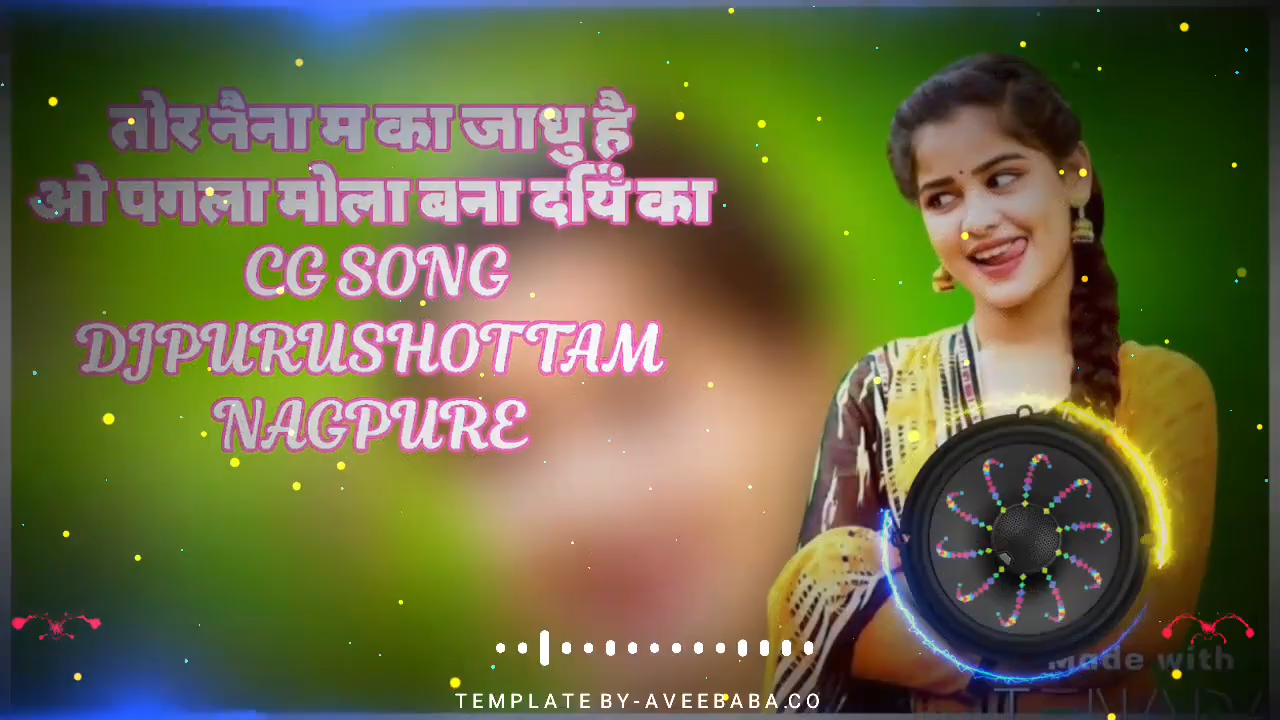 तोर नैना म का जाधु है
ओ पगला मोला बना दयिं का
CG SONG
DJPURUSHOTTAM
NAGPURE
Made with
TEMPLATE BY-AVEEBABA.CO